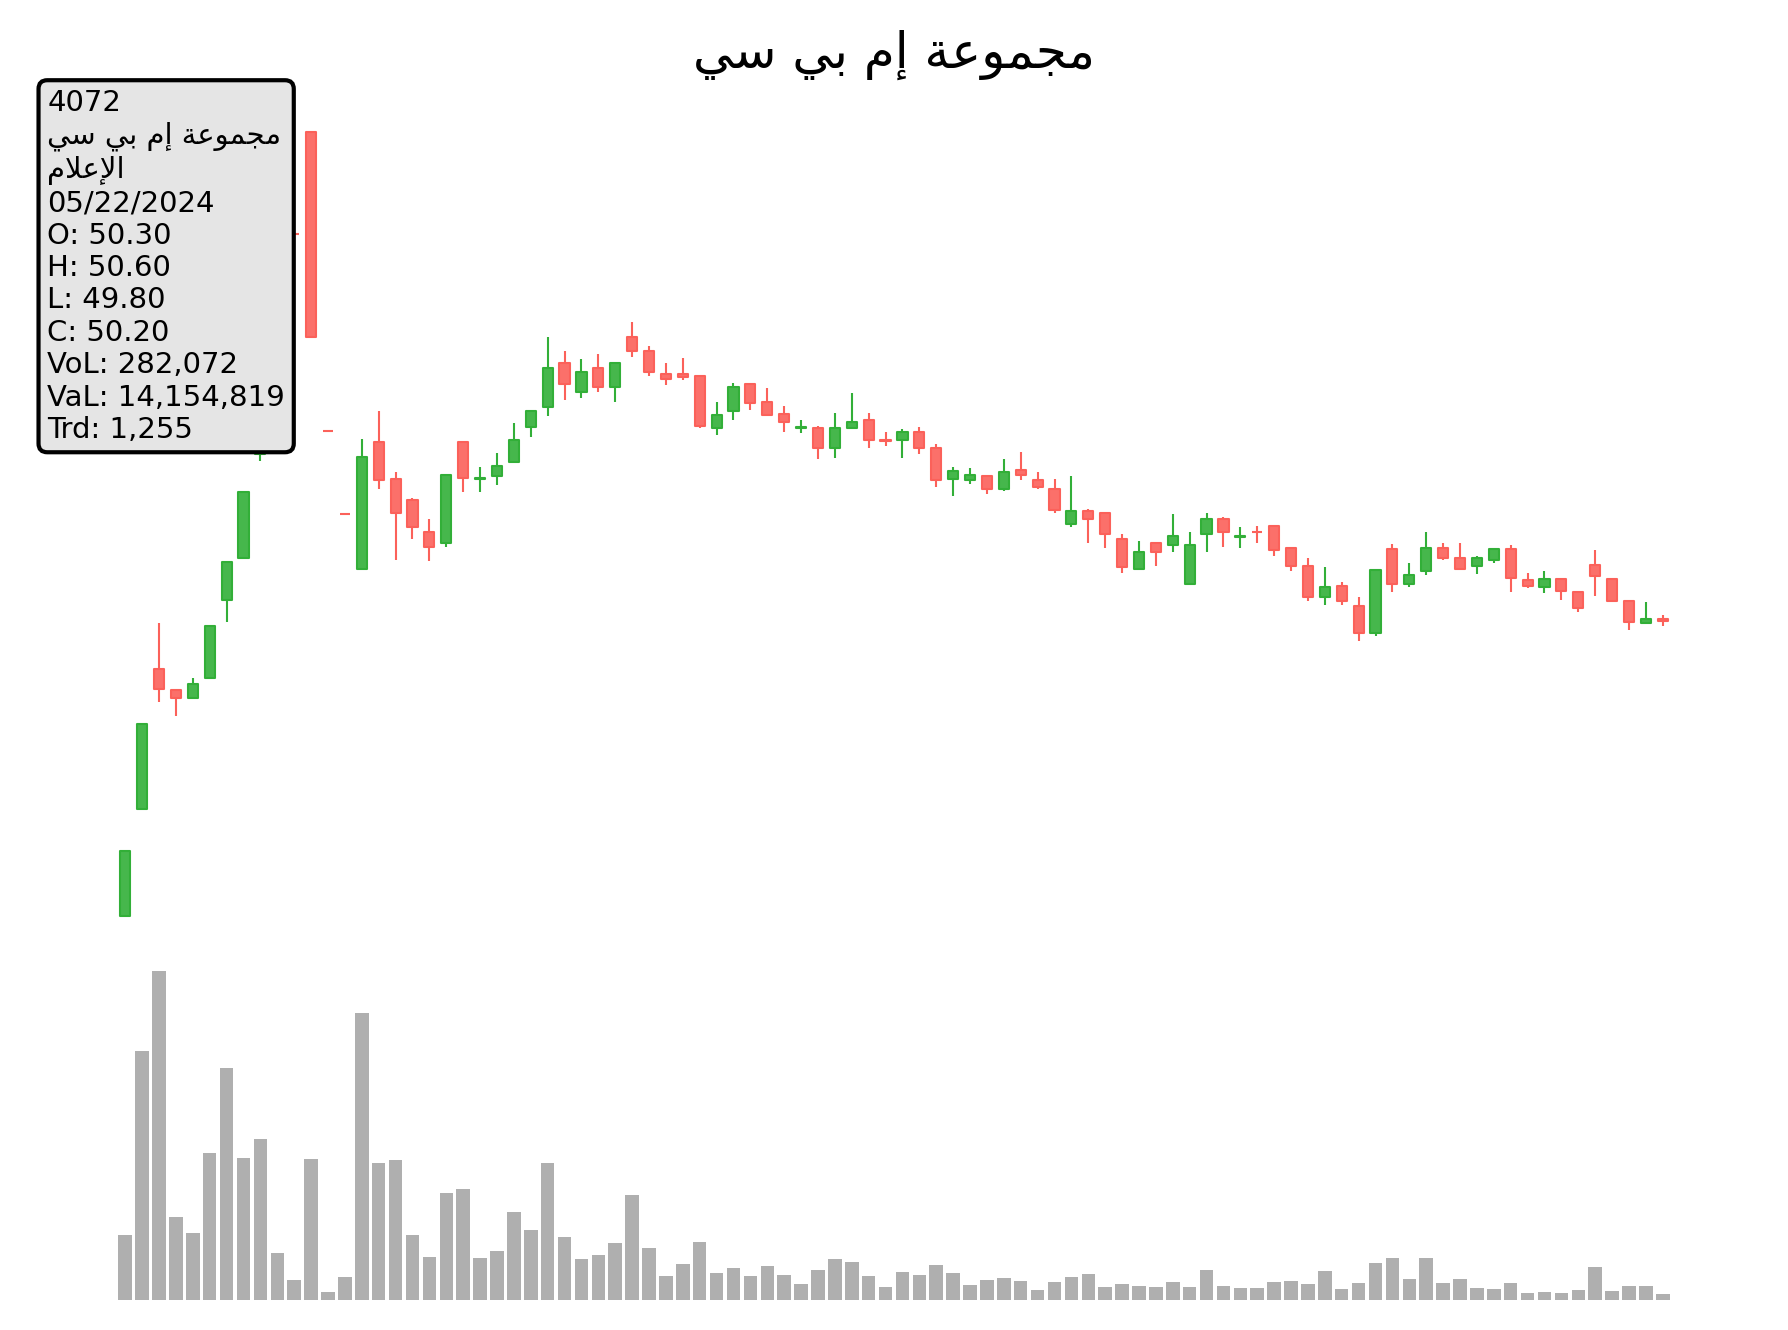 مجموعة إم بي سي
4072
مجموعة إم بي سي
الإعلام
05/22/2024
O: 50.30
H: 50.60
L: 49.80
C: 50.20
VoL: 282,072
VaL: 14,154,819
Trd: 1,255